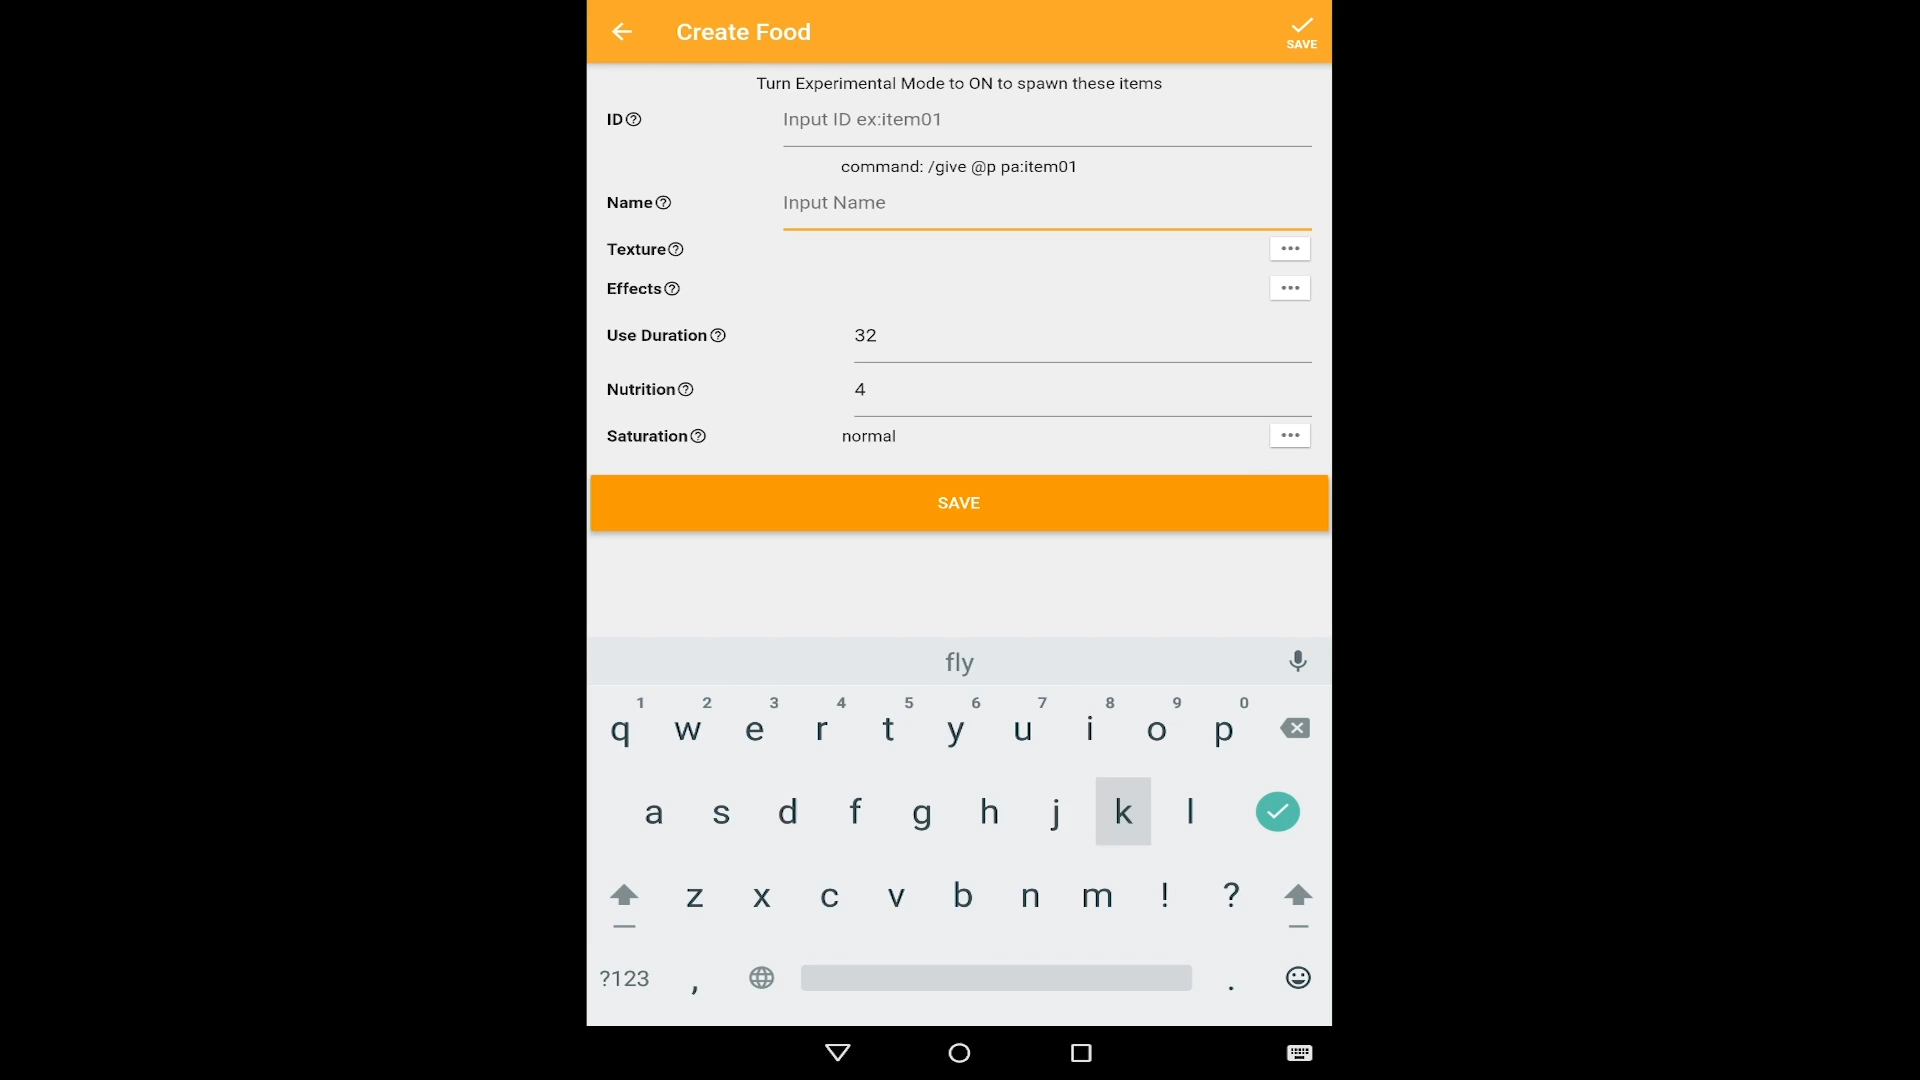 Create Food
SAVE
Turn Experimental Mode to ON to spawn these items
ID
Input ID ex:item01
command: /give @p pa:item01
Name
Input Name
Texture
Effects
Use Duration
32
Nutrition
4
Saturation
normal
SAVE
fly
1 2 3 4 5 6 7 8 9 0
q w e r t y u i o p
a s d f g h j k l
z x c v b n m ! ?
?123 , .